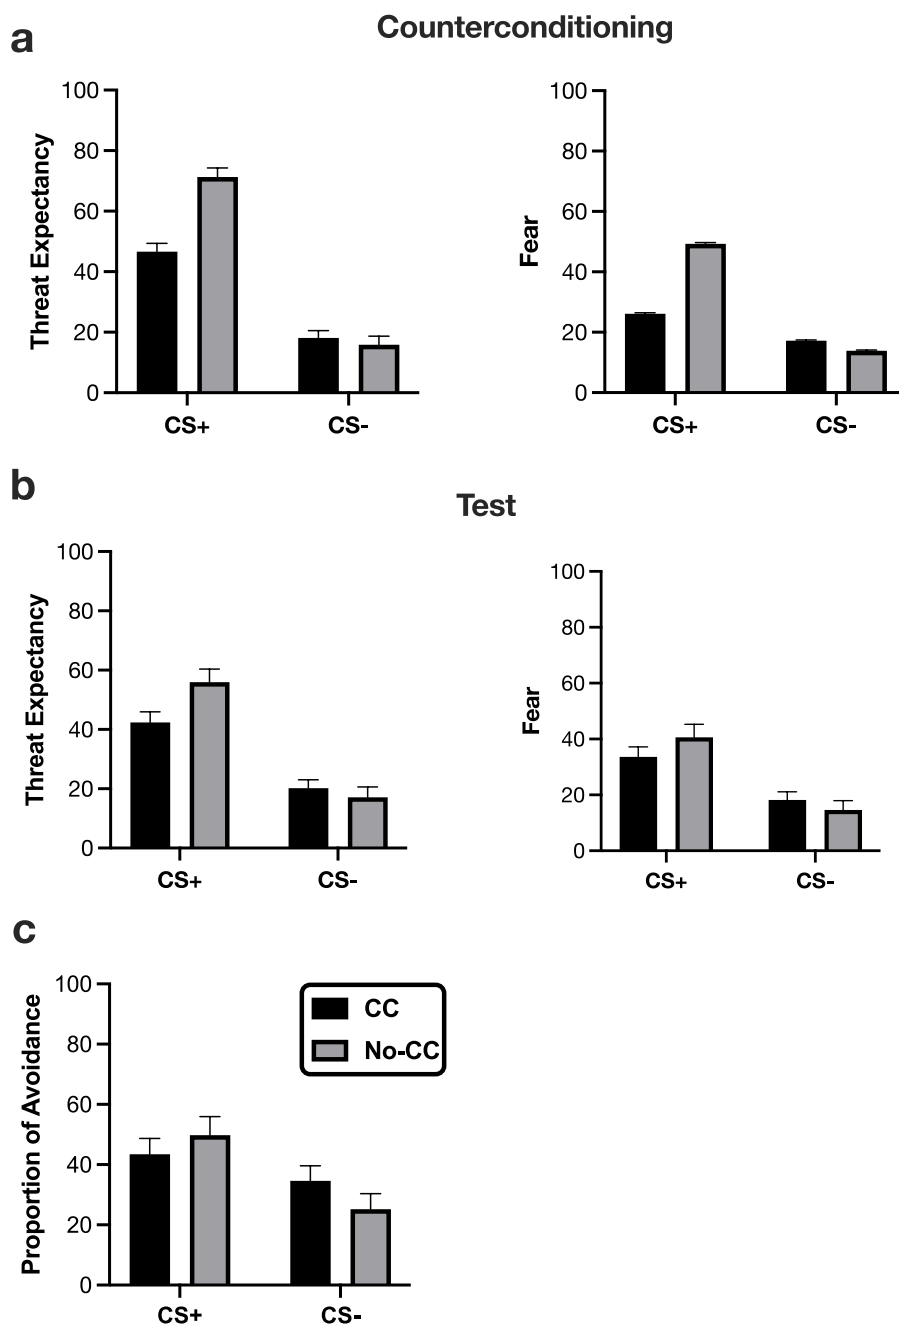 a
Counterconditioning
Threat Expectancy
100
80
60
40
20
0
CS+ CS-
Fear
100
80
60
40
20
0
CS+ CS-
b
Test
Threat Expectancy
100
80
60
40
20
0
CS+ CS-
Fear
100
80
60
40
20
0
CS+ CS-
c
Proportion of Avoidance
100
80
60
40
20
0
CS+ CS-
CC
No-CC